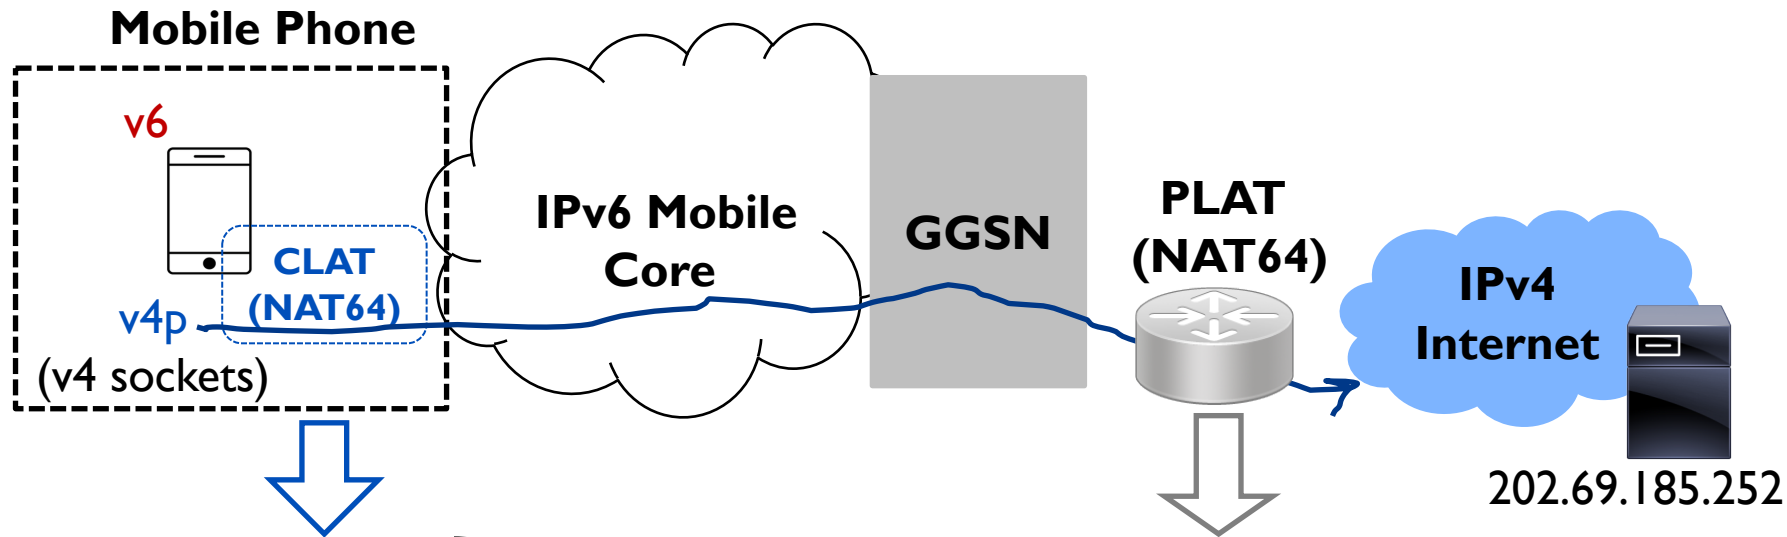 Mobile Phone
v6
CLAT
(NAT64)
v4p
(v4 sockets)
IPv6 Mobile
Core
GGSN
PLAT
(NAT64)
IPv4
Internet
202.69.185.252